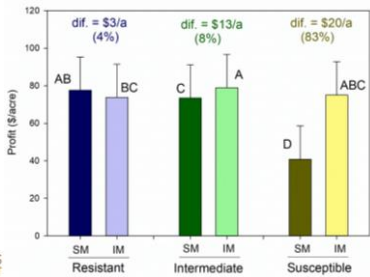 dif. = $3/a
(4%)
dif. = $13/a
(8%)
dif. = $20/a
(83%)
120
100
80
60
40
20
0
Profit ($/acre)
AB
BC
C
A
D
ABC
SM IM SM IM SM IM
Resistant Intermediate Susceptible